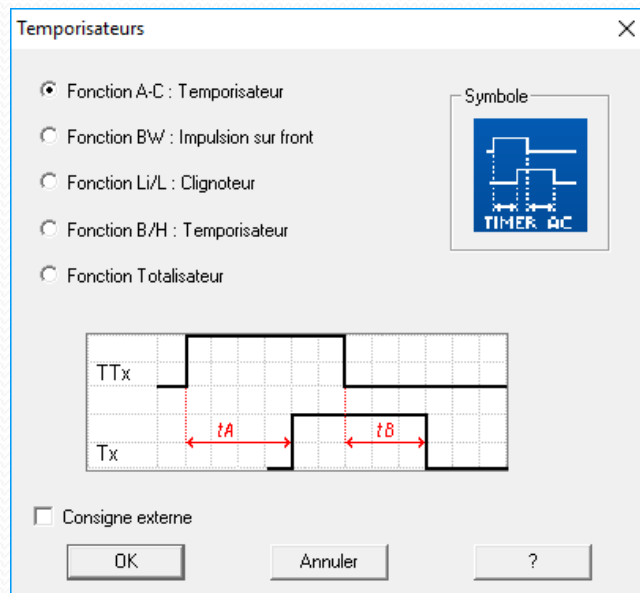 Temporisateurs
Fonction A-C : Temporisateur
Symbole
Fonction BW : Impulsion sur front
Fonction Li/L : Clignoteur
TIMER AC
Fonction B/H : Temporisateur
Fonction Totalisateur
TTx
tA
tB
Tx
Consigne externe
OK
Annuler
?